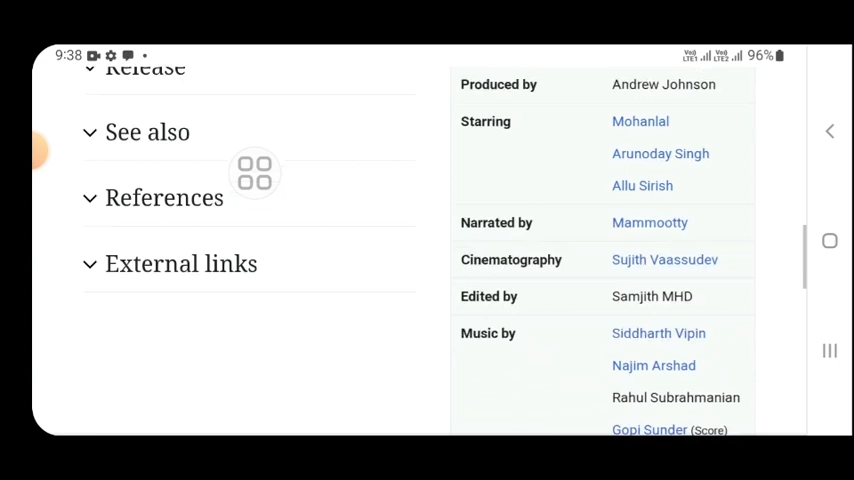 9:38
LTE1 LTE2 96%
Release
See also
References
External links
Produced by Andrew Johnson
Starring Mohanlal
Arunoday Singh
Allu Sirish
Narrated by Mammootty
Cinematography Sujith Vaassudev
Edited by Samjith MHD
Music by Siddharth Vipin
Najim Arshad
Rahul Subrahmanian
Gopi Sunder (Score)